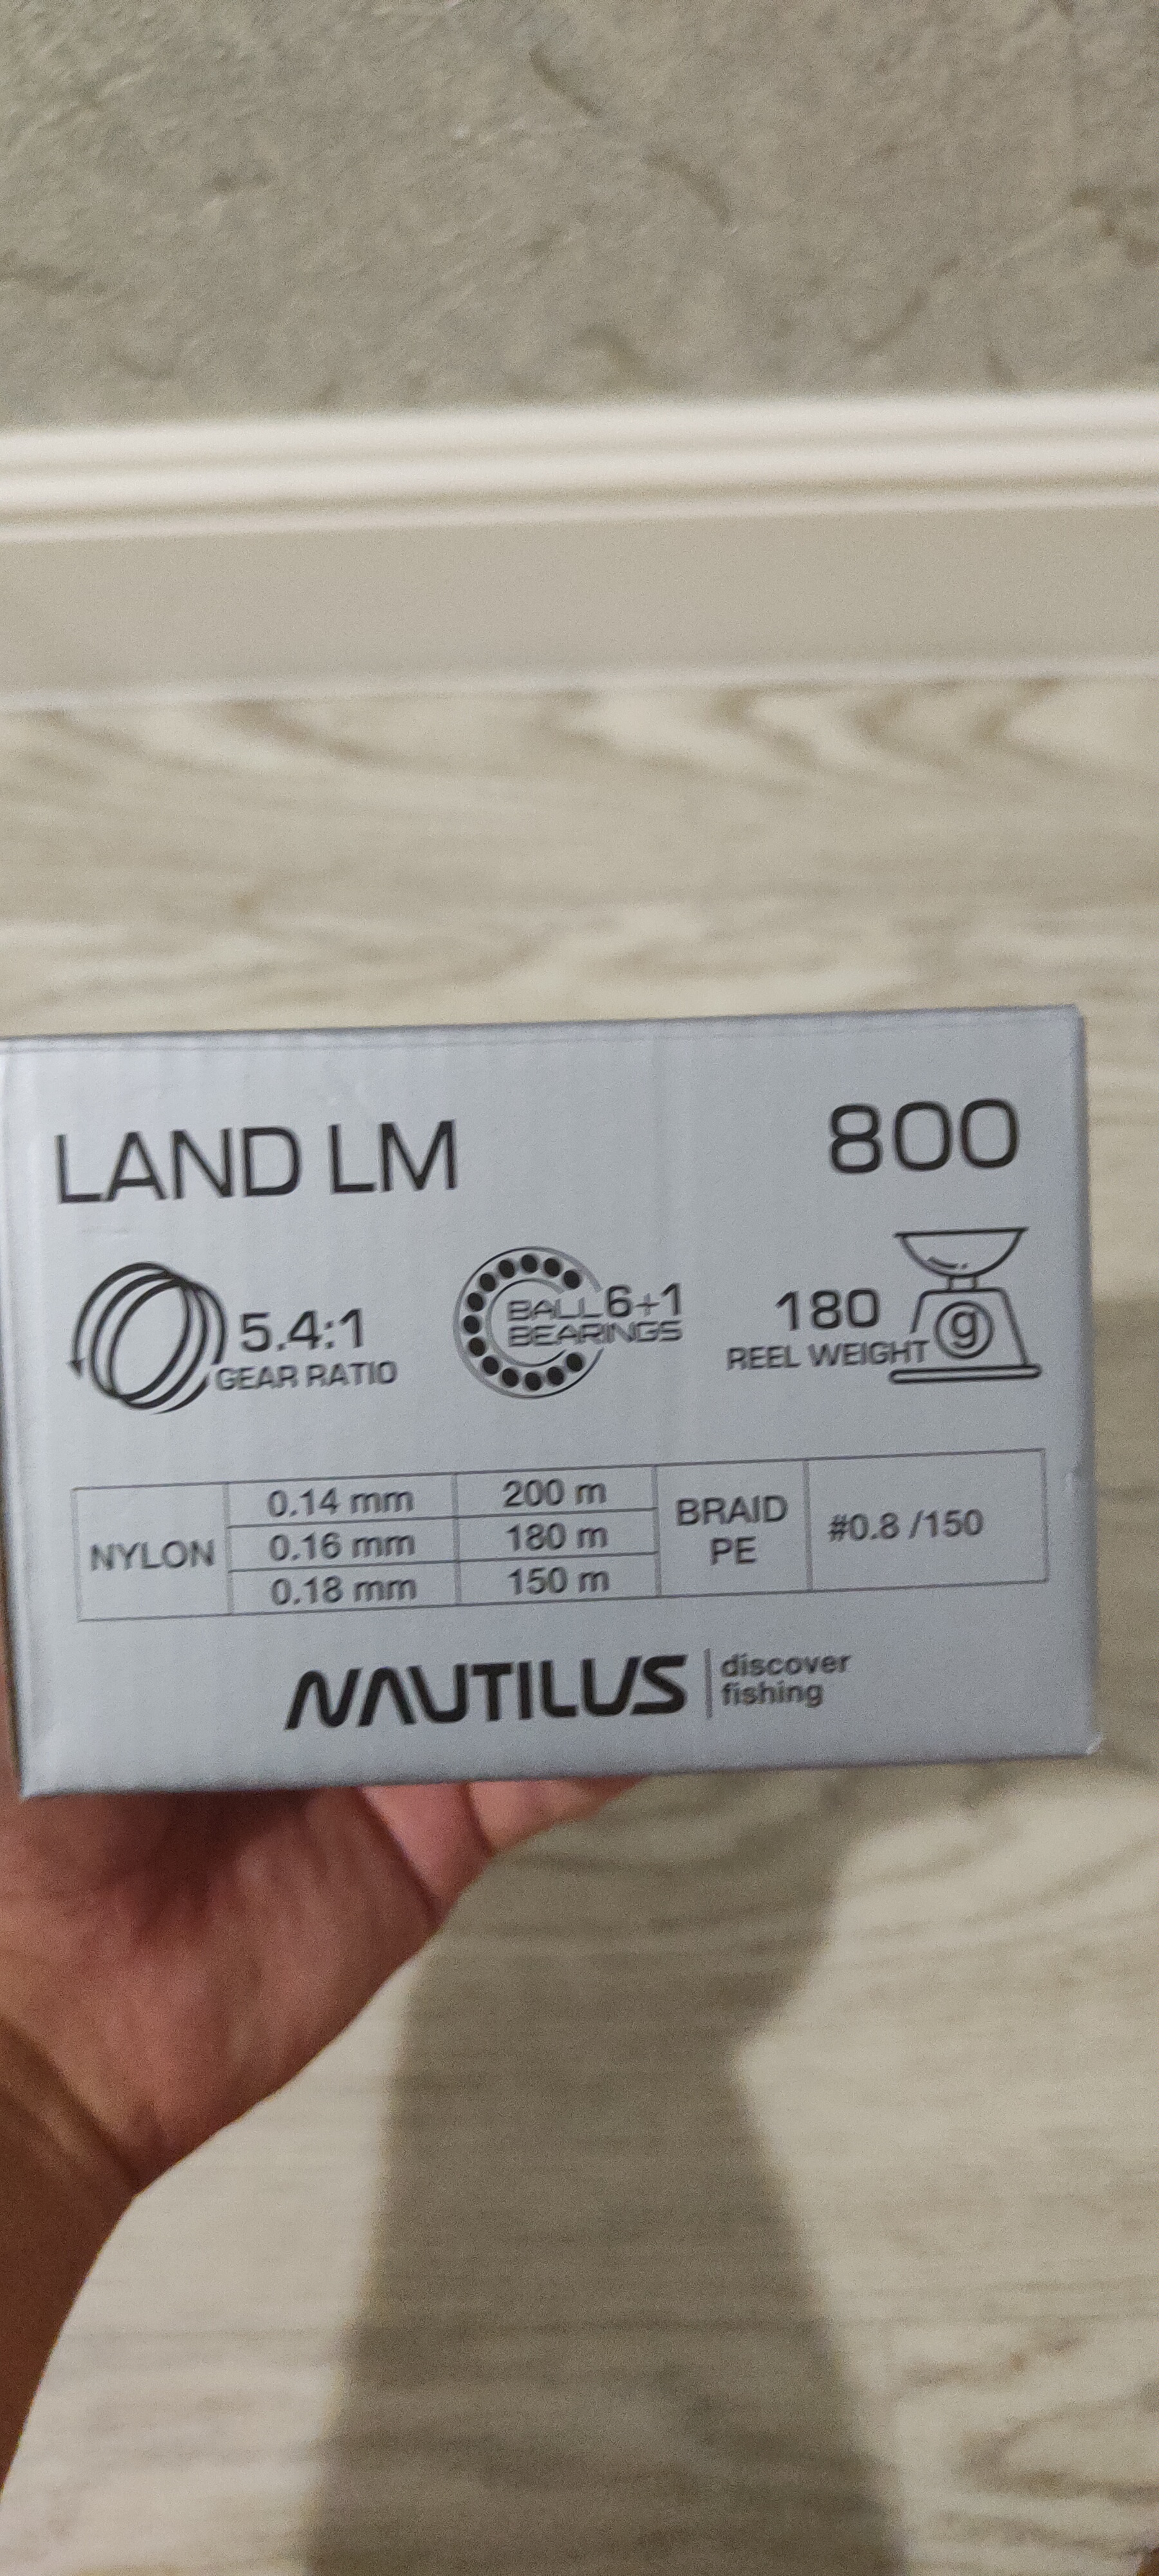 LAND LM 800
5.4:1
GEAR RATIO
BALL 6+1
BEARINGS
180
REEL WEIGHT
g
NYLON
0.14 mm 200 m
0.16 mm 180 m
0.18 mm 150 m
BRAID
PE
#0.8 /150
NAUTILUS
discover
fishing